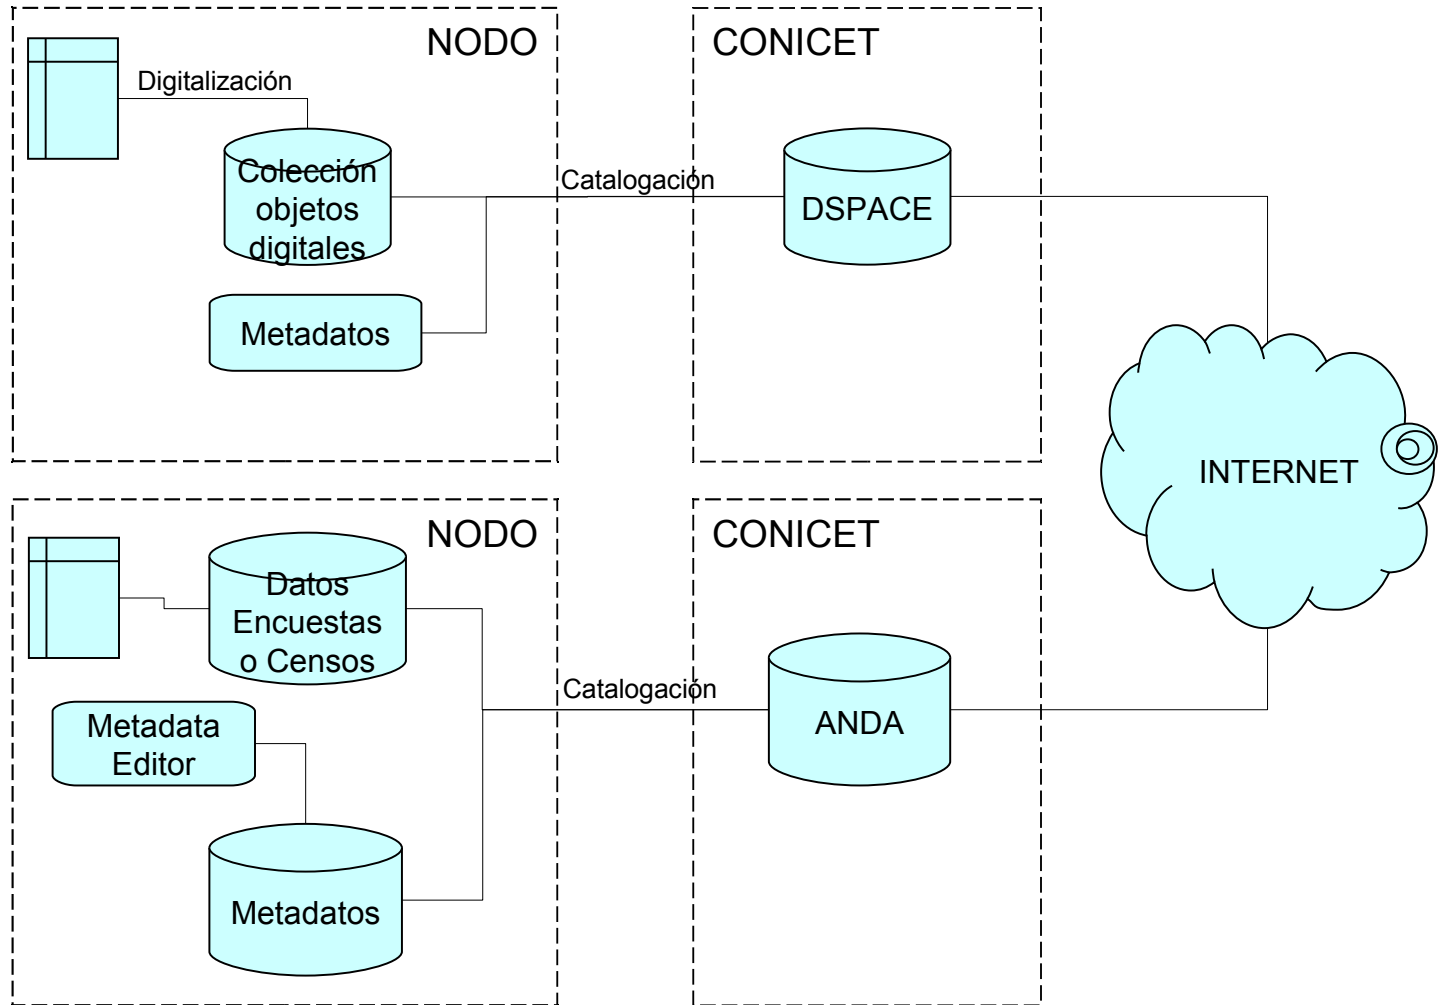 NODO
CONICET
Digitalización
Colección
objetos
digitales
Catalogación
DSPACE
Metadatos
INTERNET
NODO
CONICET
Datos
Encuestas
o Censos
Catalogación
ANDA
Metadata
Editor
Metadatos